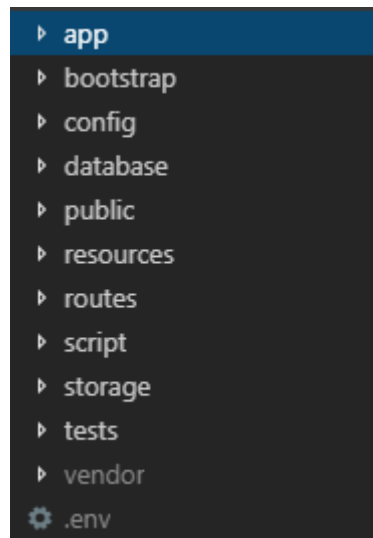 app
bootstrap
config
database
public
resources
routes
script
storage
tests
vendor
.env